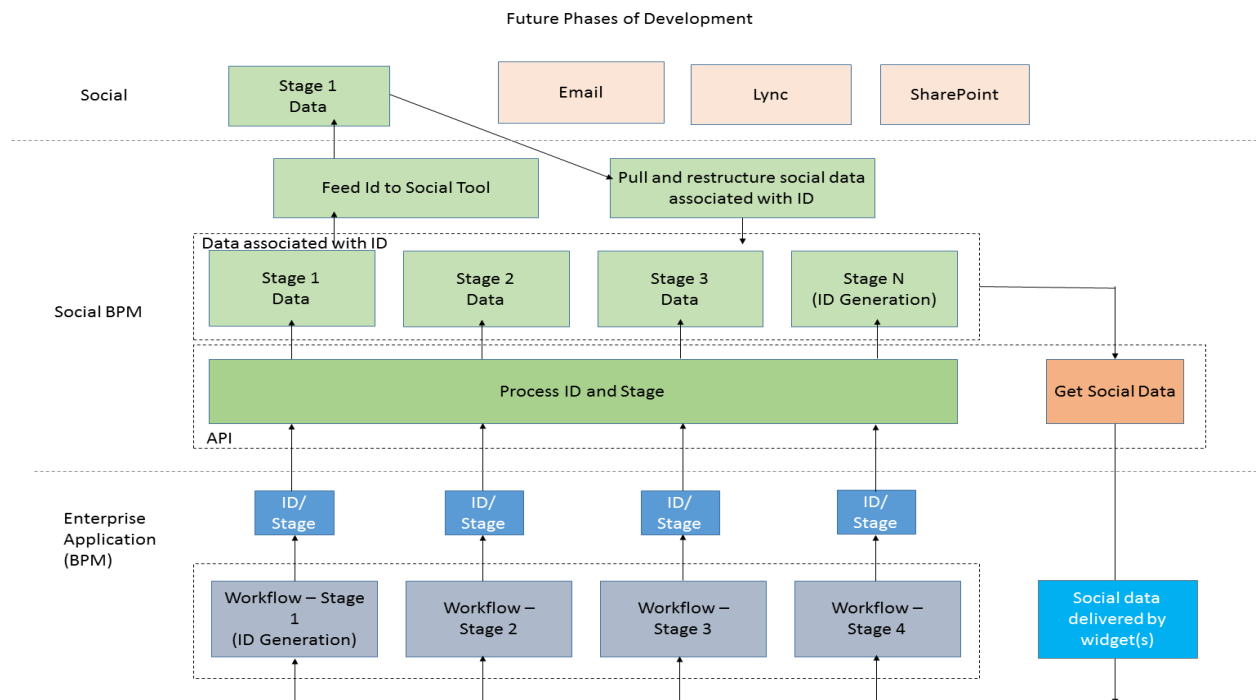 Future Phases of Development
Social
Stage 1
Data
Email
Lync
SharePoint
Feed Id to Social Tool
Pull and restructure social data
associated with ID
Data associated with ID
Social BPM
Stage 1
Data
Stage 2
Data
Stage 3
Data
Stage N
(ID Generation)
Process ID and Stage
Get Social Data
API
Enterprise
Application
(BPM)
ID/
Stage
ID/
Stage
ID/
Stage
ID/
Stage
Workflow – Stage
1
(ID Generation)
Workflow –
Stage 2
Workflow –
Stage 3
Workflow –
Stage 4
Social data
delivered by
widget(s)